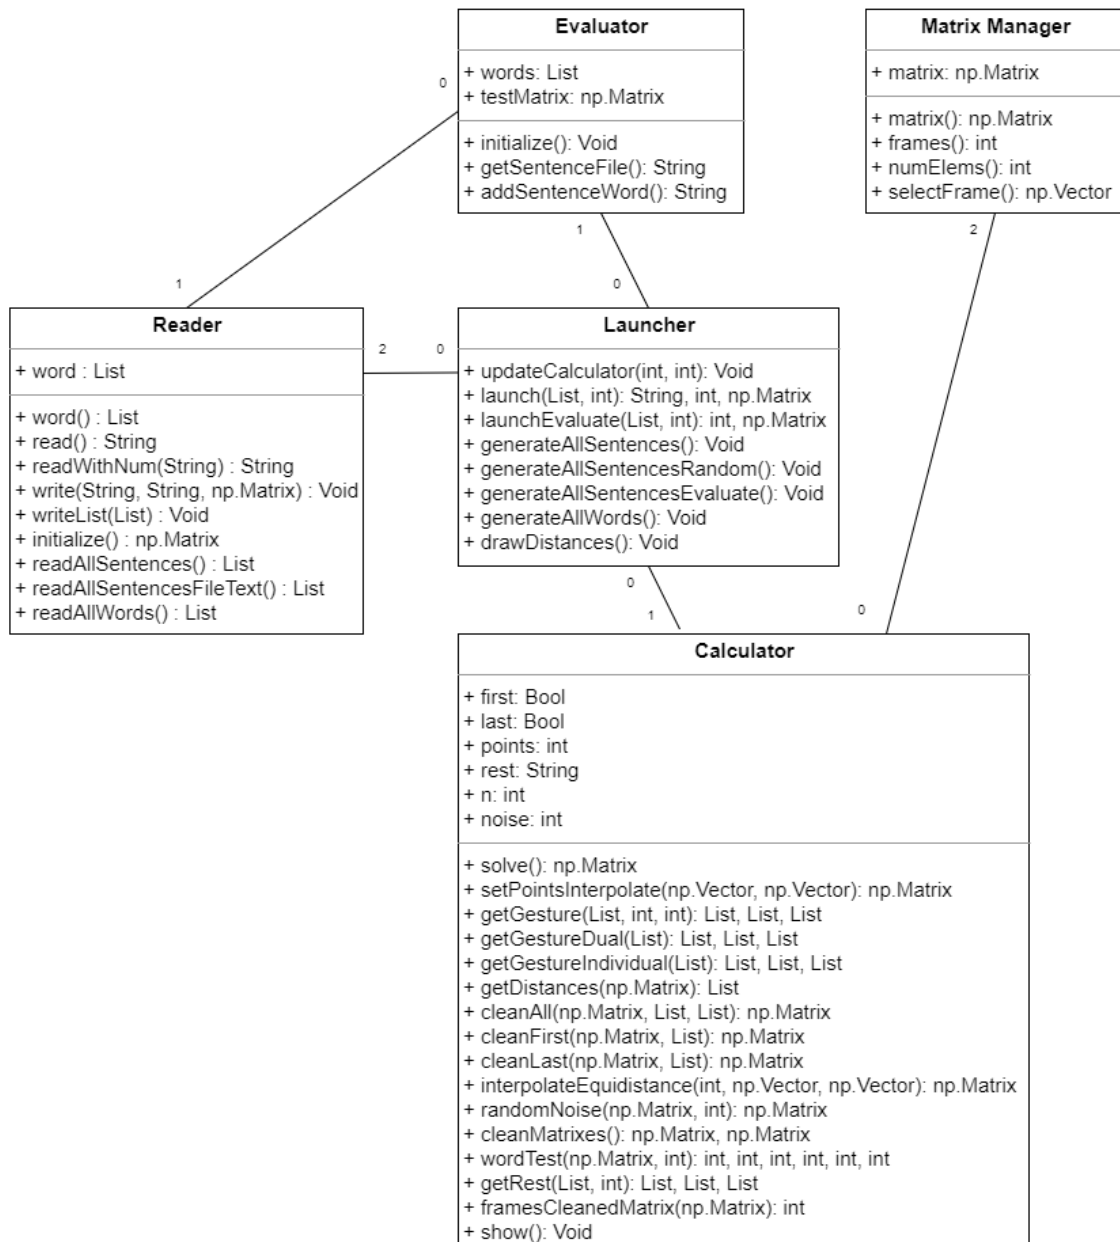 Evaluator
+ words: List
+ testMatrix: np.Matrix
+ initialize(): Void
+ getSentenceFile(): String
+ addSentenceWord(): String
Matrix Manager
+ matrix: np.Matrix
+ matrix(): np.Matrix
+ frames(): int
+ numElems(): int
+ selectFrame(): np.Vector
0
1
1
0
2
Reader
+ word : List
+ word() : List
+ read() : String
+ readWithNum(String) : String
+ write(String, String, np.Matrix) : Void
+ writeList(List) : Void
+ initialize() : np.Matrix
+ readAllSentences() : List
+ readAllSentencesFileText() : List
+ readAllWords() : List
2
0
Launcher
+ updateCalculator(int, int): Void
+ launch(List, int): String, int, np.Matrix
+ launchEvaluate(List, int): int, np.Matrix
+ generateAllSentences(): Void
+ generateAllSentencesRandom(): Void
+ generateAllSentencesEvaluate(): Void
+ generateAllWords(): Void
+ drawDistances(): Void
0
1
0
Calculator
+ first: Bool
+ last: Bool
+ points: int
+ rest: String
+ n: int
+ noise: int
+ solve(): np.Matrix
+ setPointsInterpolate(np.Vector, np.Vector): np.Matrix
+ getGesture(List, int, int): List, List, List
+ getGestureDual(List): List, List, List
+ getGestureIndividual(List): List, List, List
+ getDistances(np.Matrix): List
+ cleanAll(np.Matrix, List, List): np.Matrix
+ cleanFirst(np.Matrix, List): np.Matrix
+ cleanLast(np.Matrix, List): np.Matrix
+ interpolateEquidistance(int, np.Vector, np.Vector): np.Matrix
+ randomNoise(np.Matrix, int): np.Matrix
+ cleanMatrixes(): np.Matrix, np.Matrix
+ wordTest(np.Matrix, int): int, int, int, int, int, int
+ getRest(List, int): List, List, List
+ framesCleanedMatrix(np.Matrix): int
+ show(): Void